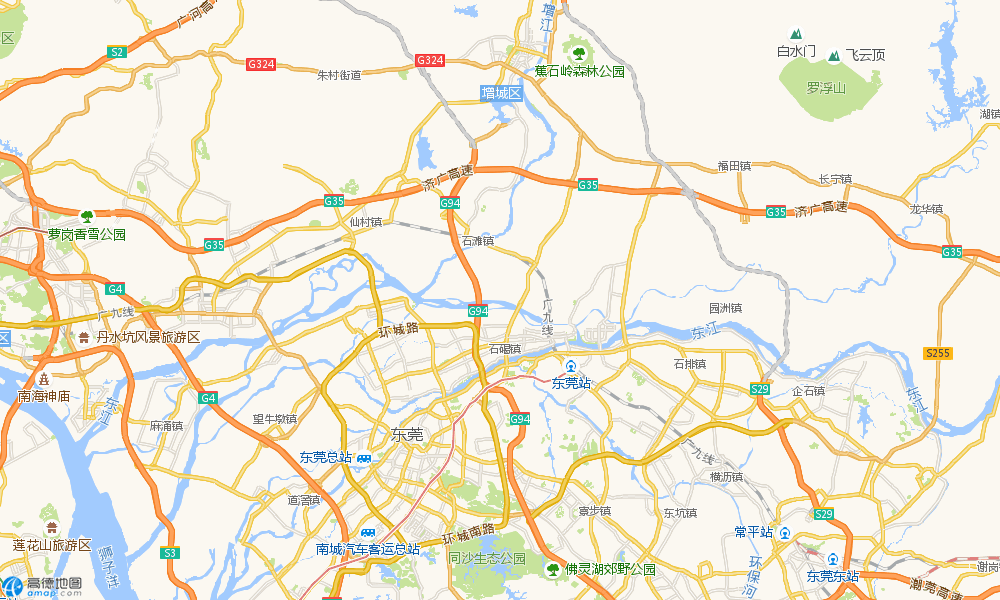 广河高
增江
白水门
飞云顶
区
S2
G324
G324
朱村街道
蕉石岭森林公园
罗浮山
增城区
湖镇
福田镇
济广高速
长宁镇
G35
G35
G94
G35
济广高速
龙华镇
仙村镇
萝岗香雪公园
G35
石滩镇
G35
G4
广九线
广九线
园洲镇
G94
环城路
东江
区
丹水坑风景旅游区
石碣镇
S255
石排镇
东莞站
南海神庙
S29
企石镇
东江
G4
东江
望牛墩镇
G94
麻涌镇
东莞
广九线
东莞总站
横沥镇
道滘镇
寮步镇
东坑镇
S29
莲花山旅游区
南城汽车客运总站
环城南路
常平站
狮子洋
S3
同沙生态公园
环保河
佛灵湖郊野公园
东莞东站
谢岗
潮莞高速
高德地图
amap.com